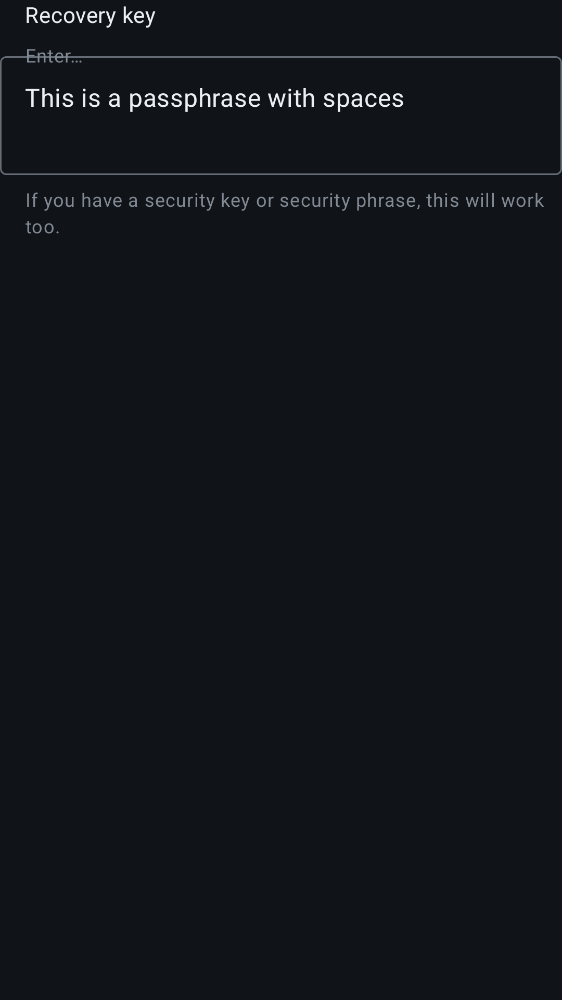 Recovery key
Enter…
This is a passphrase with spaces
If you have a security key or security phrase, this will work
too.